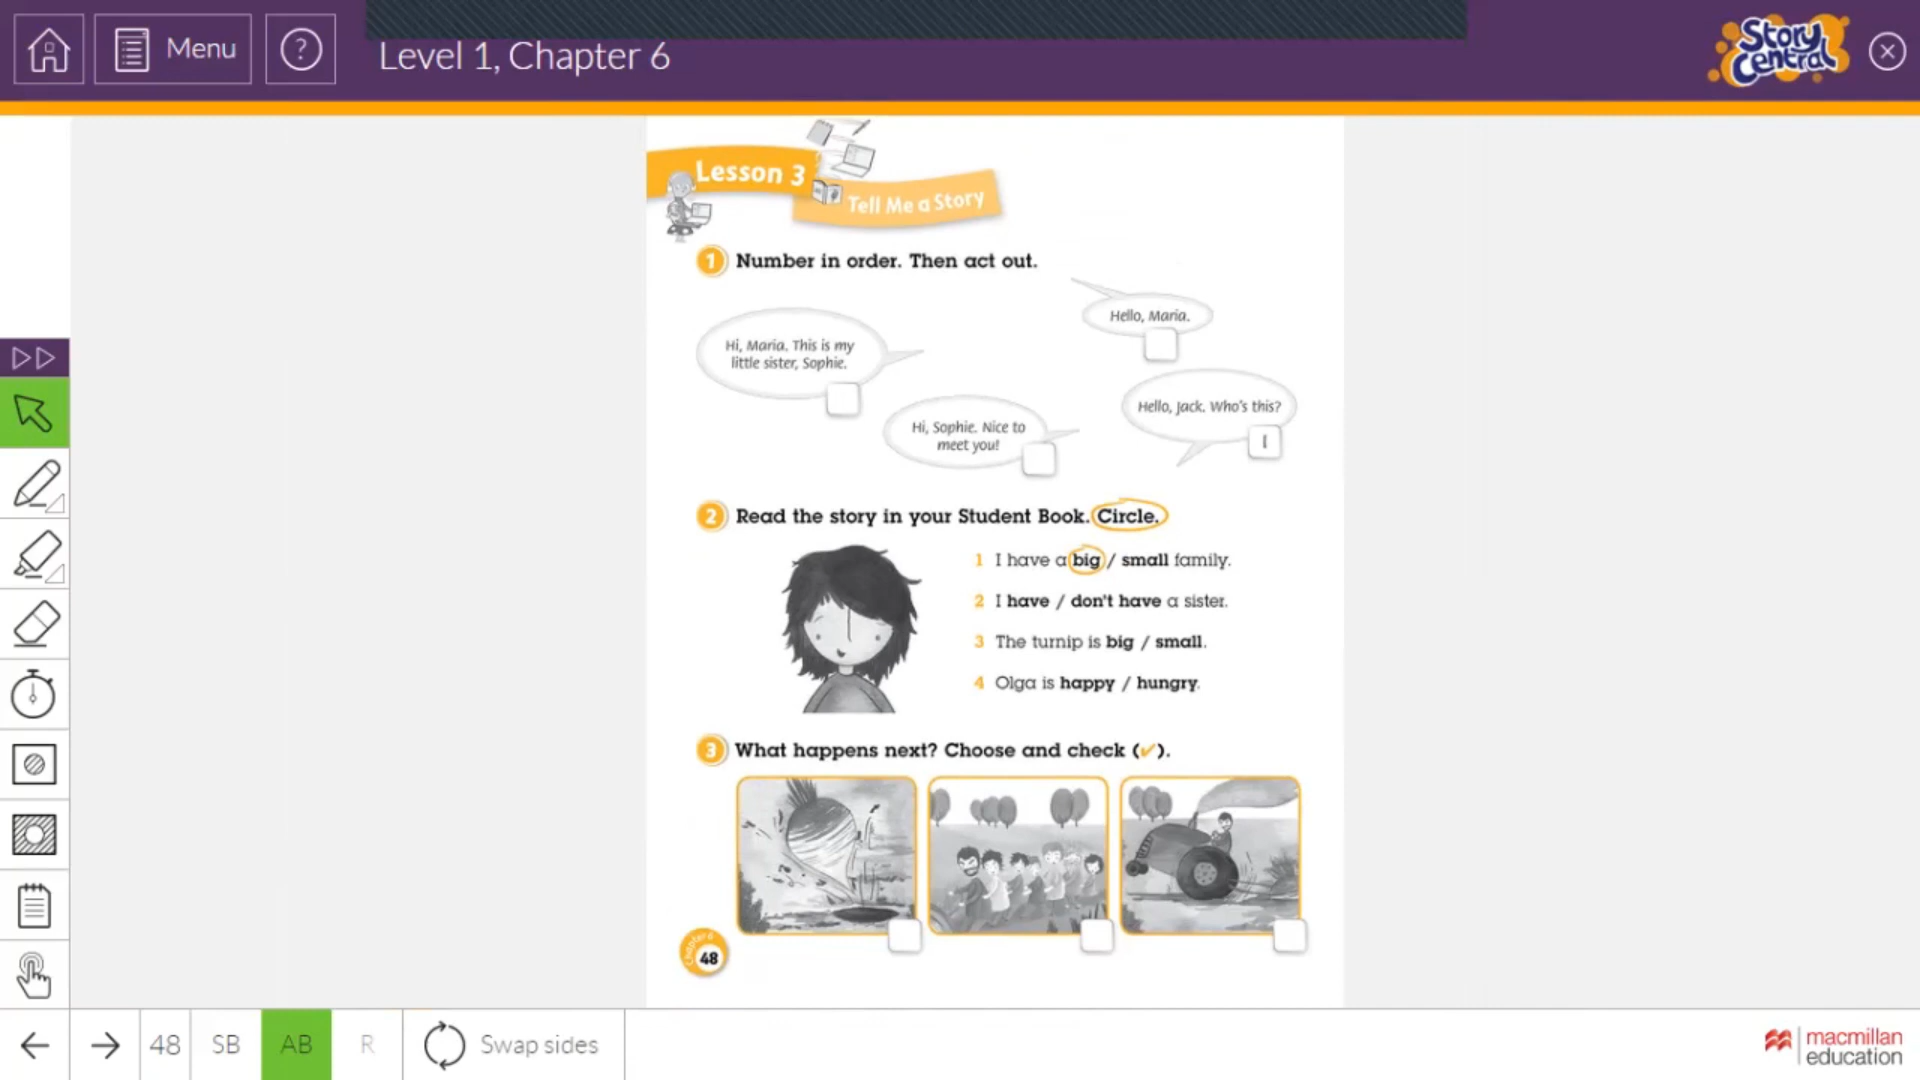 Menu
?
Level 1, Chapter 6
Story
Central
Lesson 3
Tell Me a Story
1 Number in order. Then act out.
Hello, Maria.
Hi, Maria. This is my
little sister, Sophie.
Hello, Jack. Who's this?
1
Hi, Sophie. Nice to
meet you!
2 Read the story in your Student Book. Circle.
1 I have a big / small family.
2 I have / don't have a sister.
3 The turnip is big / small.
4 Olga is happy / hungry.
3 What happens next? Choose and check (✔).
Chapter 6
48
48 SB AB R Swap sides
macmillan
education